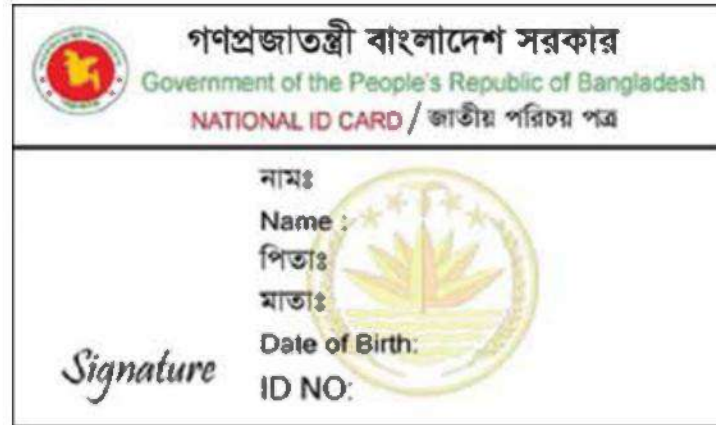 গণপ্রজাতন্ত্রী বাংলাদেশ সরকার
Government of the People's Republic of Bangladesh
NATIONAL ID CARD / জাতীয় পরিচয় পত্র
নামঃ
Name :
পিতাঃ
মাতাঃ
Date of Birth:
ID NO:
Signature